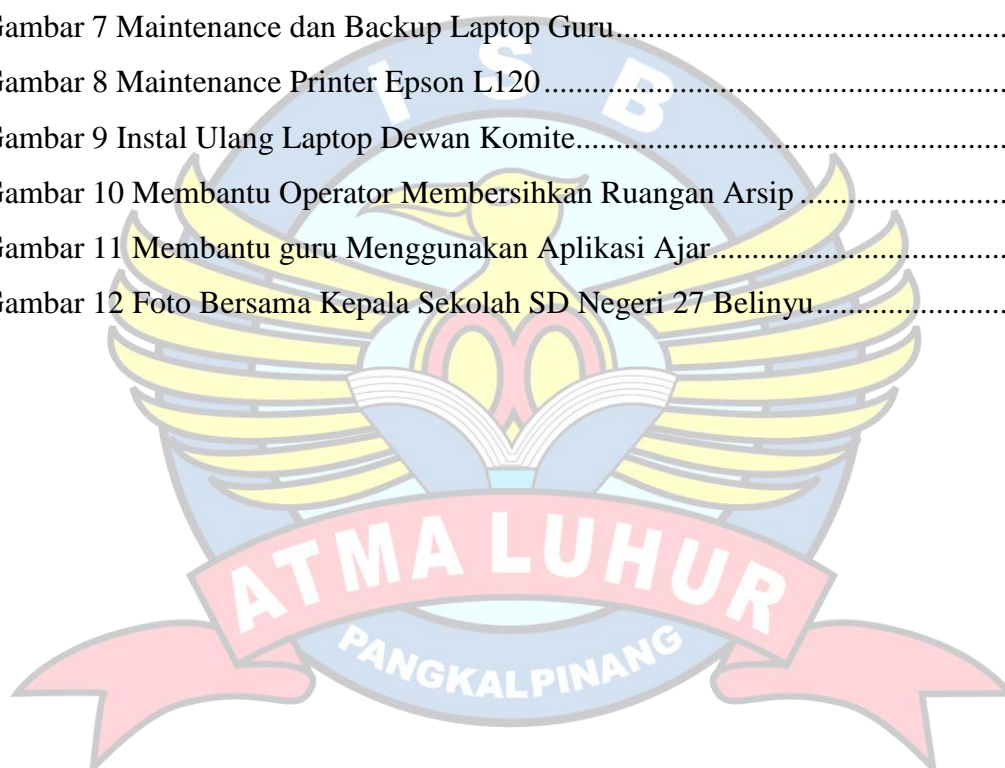 Gambar 7 Maintenance dan Backup Laptop Guru
Gambar 8 Maintenance Printer Epson L120
Gambar 9 Instal Ulang Laptop Dewan Komite
Gambar 10 Membantu Operator Membersihkan Ruangan Arsip
Gambar 11 Membantu guru Menggunakan Aplikasi Ajar
Gambar 12 Foto Bersama Kepala Sekolah SD Negeri 27 Belinyu
I S B
ATMA LUHUR
PANGKALPINANG